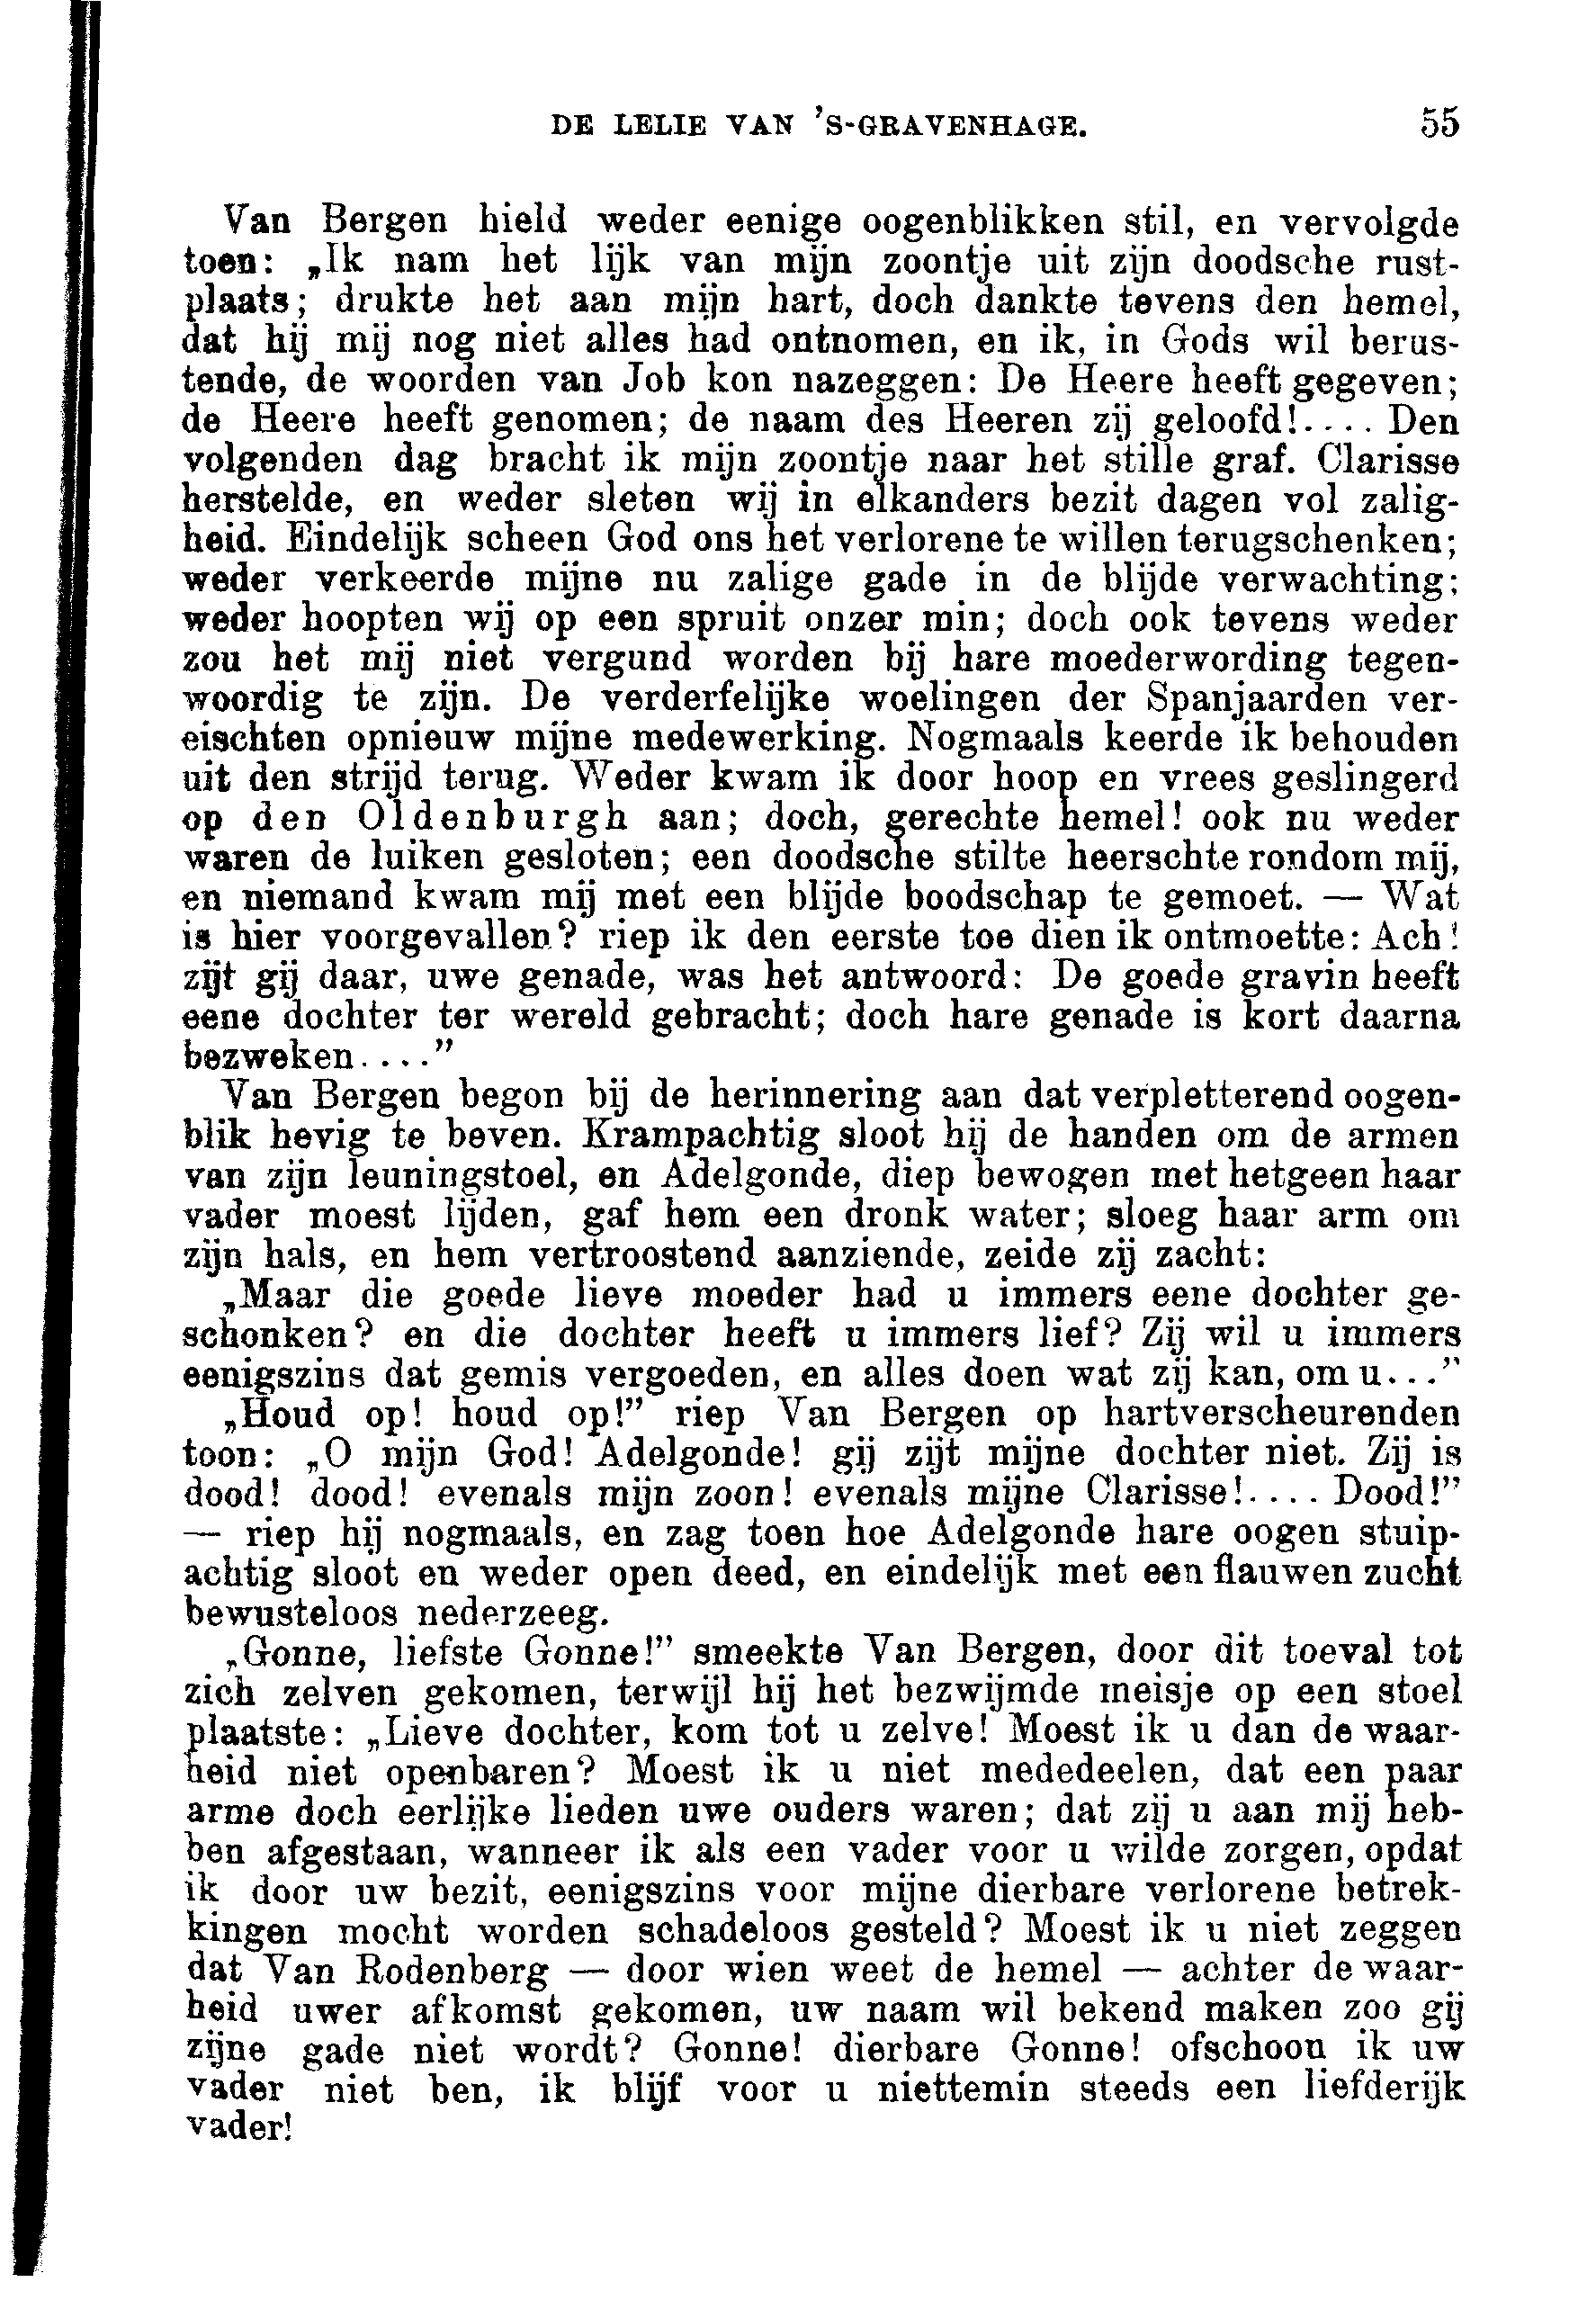 DE LELIE VAN 'S-GRAVENHAGE. 55
Van Bergen hield weder eenige oogenblikken stil, en vervolgde
toen: „Ik nam het lijk van mijn zoontje uit zijn doodsche rust-
plaats; drukte het aan mijn hart, doch dankte tevens den hemel,
dat hij mij nog niet alles had ontnomen, en ik, in Gods wil berus-
tende, de woorden van Job kon nazeggen: De Heere heeft gegeven;
de Heere heeft genomen; de naam des Heeren zij geloofd!.... Den
volgenden dag bracht ik mijn zoontje naar het stille graf. Clarisse
herstelde, en weder sleten wij in elkanders bezit dagen vol zalig-
heid. Eindelijk scheen God ons het verlorene te willen terugschenken;
weder verkeerde mijne nu zalige gade in de blijde verwachting;
weder hoopten wij op een spruit onzer min; doch ook tevens weder
zou het mij niet vergund worden bij hare moederwording tegen-
woordig te zijn. De verderfelijke woelingen der Spanjaarden ver-
eischten opnieuw mijne medewerking. Nogmaals keerde ik behouden
uit den strijd terug. Weder kwam ik door hoop en vrees geslingerd
op den Oldenburgh aan; doch, gerechte hemel! ook nu weder
waren de luiken gesloten; een doodsche stilte heerschte rondom mij,
en niemand kwam mij met een blijde boodschap te gemoet. — Wat
is hier voorgevallen? riep ik den eerste toe dien ik ontmoette: Ach!
zijt gij daar, uwe genade, was het antwoord: De goede gravin heeft
eene dochter ter wereld gebracht; doch hare genade is kort daarna
bezweken...."
Van Bergen begon bij de herinnering aan dat verpletterend oogen-
blik hevig te beven. Krampachtig sloot hij de handen om de armen
van zijn leuningstoel, en Adelgonde, diep bewogen met hetgeen haar
vader moest lijden, gaf hem een dronk water; sloeg haar arm om
zijn hals, en hem vertroostend aanziende, zeide zij zacht:
„Maar die goede lieve moeder had u immers eene dochter ge-
schonken? en die dochter heeft u immers lief? Zij wil u immers
eenigszins dat gemis vergoeden, en alles doen wat zij kan, om u..."
„Houd op! houd op!" riep Van Bergen op hartverscheurenden
toon: „O mijn God! Adelgonde! gij zijt mijne dochter niet. Zij is
dood! dood! evenals mijn zoon! evenals mijne Clarisse!.... Dood!"
— riep hij nogmaals, en zag toen hoe Adelgonde hare oogen stuip-
achtig sloot en weder open deed, en eindelijk met een flauwen zucht
bewusteloos nederzeeg.
„Gonne, liefste Gonne!" smeekte Van Bergen, door dit toeval tot
zich zelven gekomen, terwijl hij het bezwijmde meisje op een stoel
plaatste: „Lieve dochter, kom tot u zelve! Moest ik u dan de waar-
heid niet openbaren? Moest ik u niet mededeelen, dat een paar
arme doch eerlijke lieden uwe ouders waren; dat zij u aan mij heb-
ben afgestaan, wanneer ik als een vader voor u wilde zorgen, opdat
ik door uw bezit, eenigszins voor mijne dierbare verlorene betrek-
kingen mocht worden schadeloos gesteld? Moest ik u niet zeggen
dat Van Rodenberg — door wien weet de hemel — achter de waar-
heid uwer afkomst gekomen, uw naam wil bekend maken zoo gij
zijne gade niet wordt? Gonne! dierbare Gonne! ofschoon ik uw
vader niet ben, ik blijf voor u niettemin steeds een liefderijk
vader!